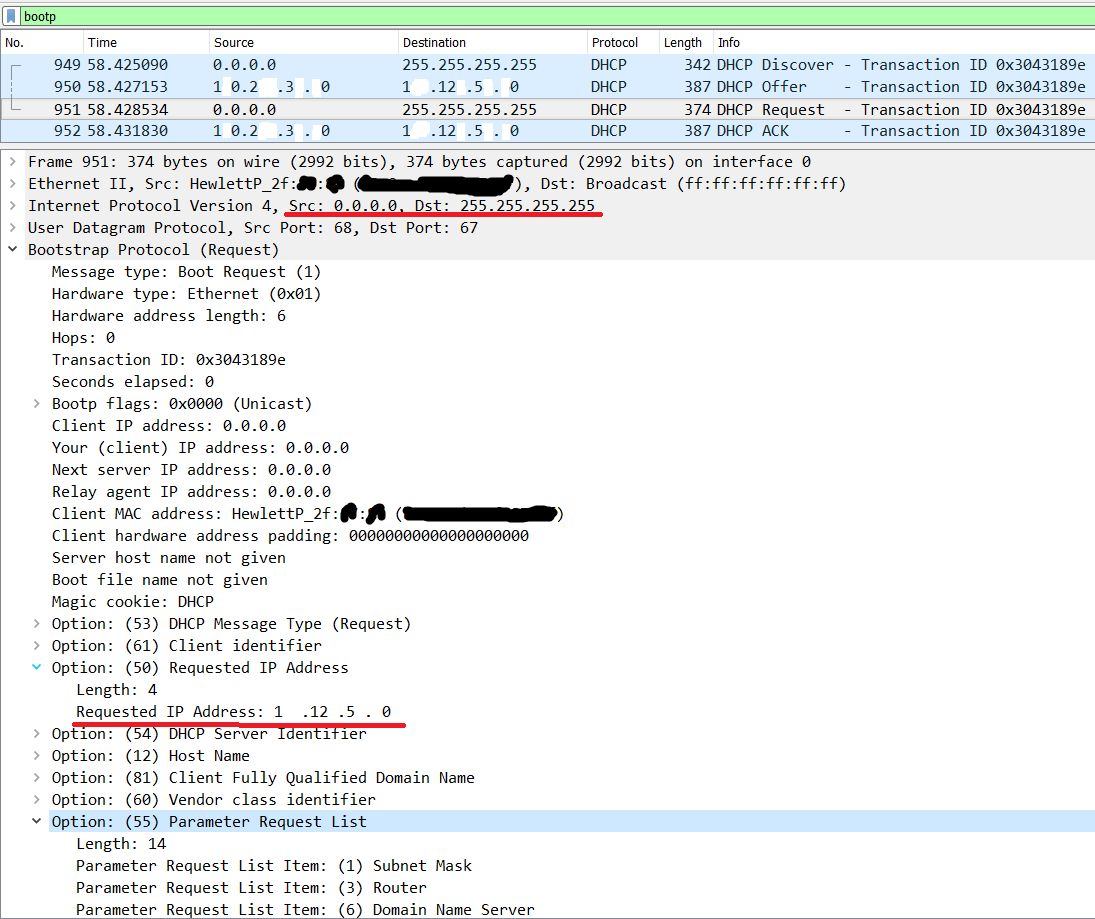 bootp
No. Time Source Destination Protocol Length Info
949 58.425090 0.0.0.0 255.255.255.255 DHCP 342 DHCP Discover - Transaction ID 0x3043189e
950 58.427153 1 0.2 .3 . 0 1 .12 .5 . 0 DHCP 387 DHCP Offer - Transaction ID 0x3043189e
951 58.428534 0.0.0.0 255.255.255.255 DHCP 374 DHCP Request - Transaction ID 0x3043189e
952 58.431830 1 0.2 .3 . 0 1 .12 .5 . 0 DHCP 387 DHCP ACK - Transaction ID 0x3043189e
Frame 951: 374 bytes on wire (2992 bits), 374 bytes captured (2992 bits) on interface 0
Ethernet II, Src: HewlettP_2f: : ( ), Dst: Broadcast (ff:ff:ff:ff:ff:ff)
Internet Protocol Version 4, Src: 0.0.0.0, Dst: 255.255.255.255
User Datagram Protocol, Src Port: 68, Dst Port: 67
Bootstrap Protocol (Request)
Message type: Boot Request (1)
Hardware type: Ethernet (0x01)
Hardware address length: 6
Hops: 0
Transaction ID: 0x3043189e
Seconds elapsed: 0
Bootp flags: 0x0000 (Unicast)
Client IP address: 0.0.0.0
Your (client) IP address: 0.0.0.0
Next server IP address: 0.0.0.0
Relay agent IP address: 0.0.0.0
Client MAC address: HewlettP_2f: : ( )
Client hardware address padding: 00000000000000000000
Server host name not given
Boot file name not given
Magic cookie: DHCP
Option: (53) DHCP Message Type (Request)
Option: (61) Client identifier
Option: (50) Requested IP Address
Length: 4
Requested IP Address: 1 .12 .5 . 0
Option: (54) DHCP Server Identifier
Option: (12) Host Name
Option: (81) Client Fully Qualified Domain Name
Option: (60) Vendor class identifier
Option: (55) Parameter Request List
Length: 14
Parameter Request List Item: (1) Subnet Mask
Parameter Request List Item: (3) Router
Parameter Request List Item: (6) Domain Name Server